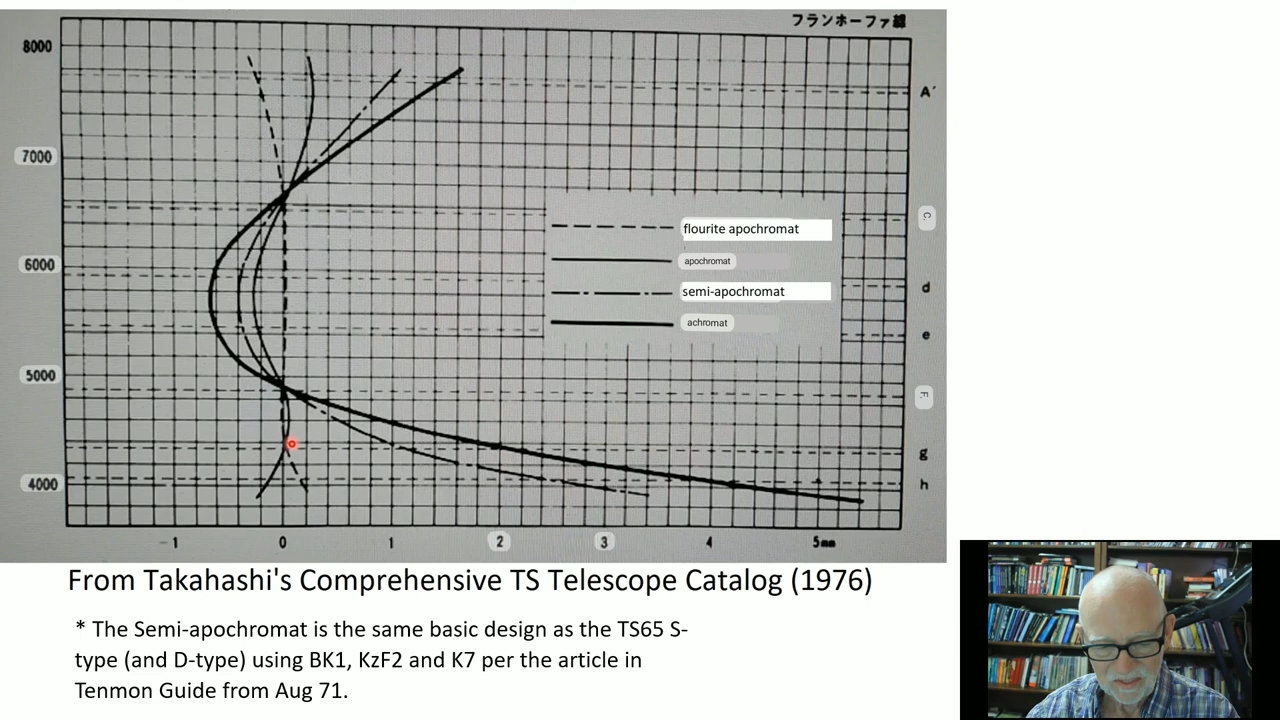 フランホーファ線
8000
7000
6000
5000
4000
A'
C
d
e
F
g
h
flourite apochromat
apochromat
semi-apochromat
achromat
1 0 1 2 3 4 5mm
From Takahashi's Comprehensive TS Telescope Catalog (1976)
* The Semi-apochromat is the same basic design as the TS65 S-
type (and D-type) using BK1, KzF2 and K7 per the article in
Tenmon Guide from Aug 71.